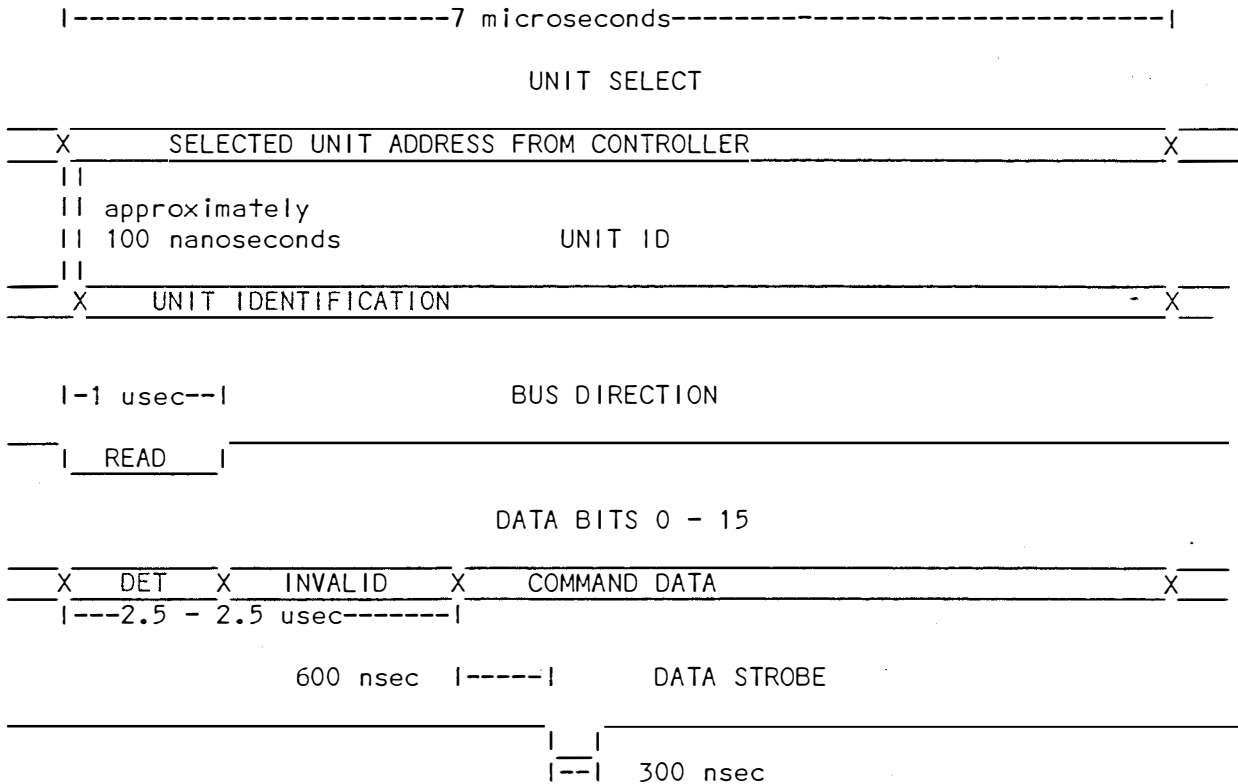 |------------------------7 microseconds-------------------------------|
UNIT SELECT
X SELECTED UNIT ADDRESS FROM CONTROLLER X
|| approximately
|| 100 nanoseconds UNIT ID
X UNIT IDENTIFICATION X
|-1 usec--| BUS DIRECTION
| READ |
DATA BITS 0 - 15
X DET X INVALID X COMMAND DATA X
|---2.5 - 2.5 usec-------|
600 nsec |-----| DATA STROBE
|--| 300 nsec